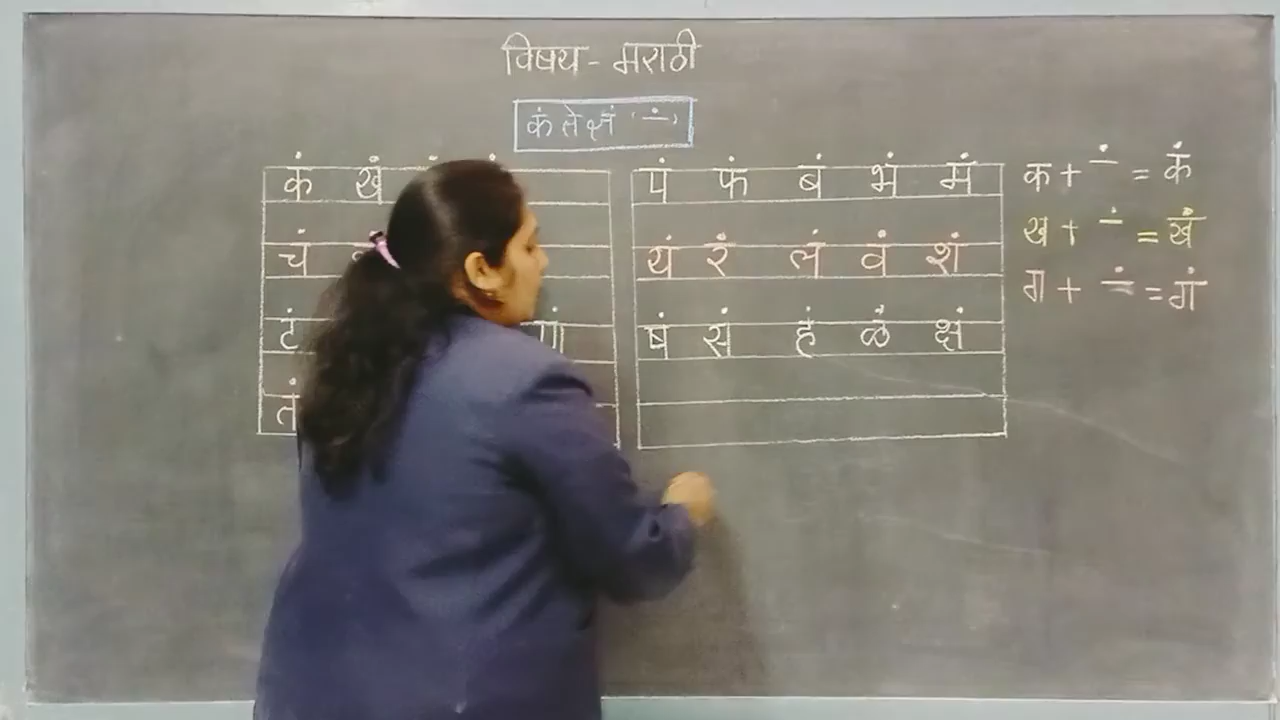 विषय - मराठी
कं ते क्षं ' ं '
कं खं
चं
टं णं
तं
पं फं बं भं मं
यं रं लं वं शं
षं सं हं ळं क्षं
क + ं = कं
ख + ं = खं
ग + ं = गं